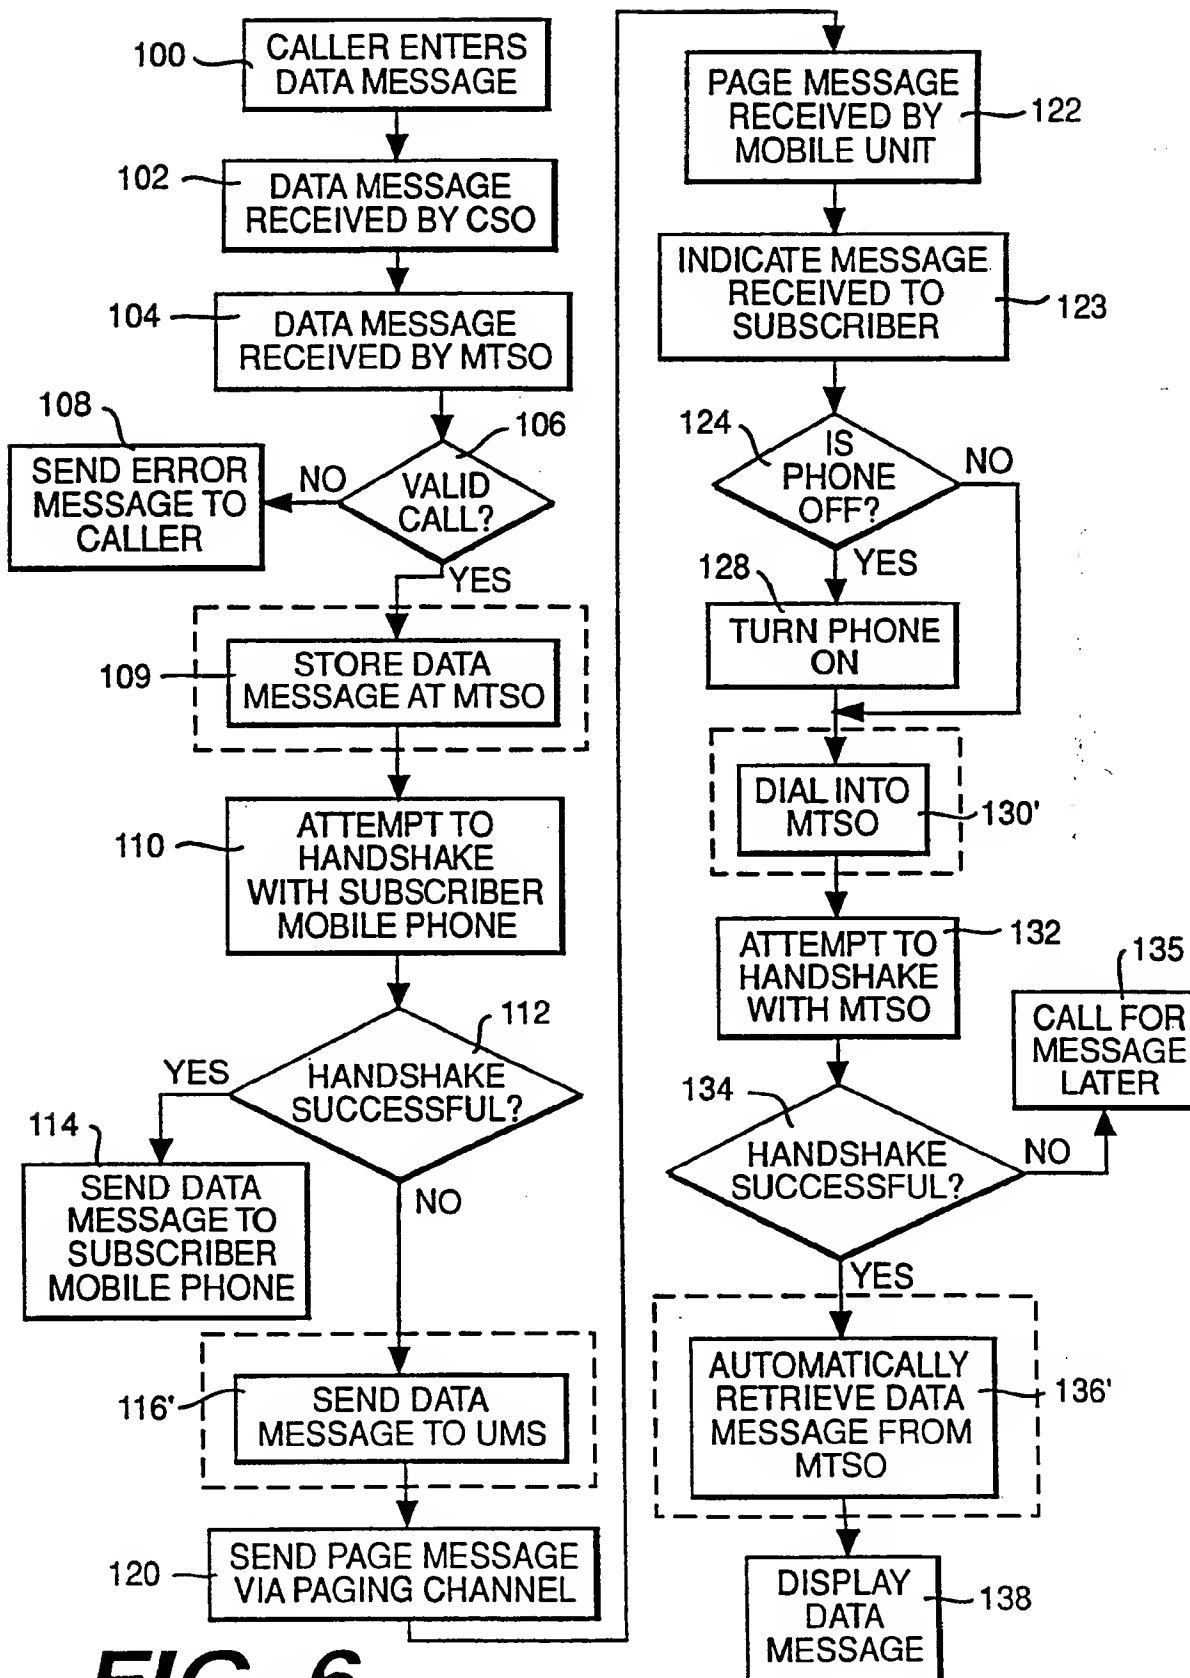 100
CALLER ENTERS
DATA MESSAGE
102
DATA MESSAGE
RECEIVED BY CSO
104
DATA MESSAGE
RECEIVED BY MTSO
108
SEND ERROR
MESSAGE TO
CALLER
NO
106
VALID
CALL?
YES
109
STORE DATA
MESSAGE AT MTSO
110
ATTEMPT TO
HANDSHAKE
WITH SUBSCRIBER
MOBILE PHONE
112
HANDSHAKE
SUCCESSFUL?
YES
114
SEND DATA
MESSAGE TO
SUBSCRIBER
MOBILE PHONE
NO
116'
SEND DATA
MESSAGE TO UMS
120
SEND PAGE MESSAGE
VIA PAGING CHANNEL
PAGE MESSAGE
RECEIVED BY
MOBILE UNIT
122
INDICATE MESSAGE
RECEIVED TO
SUBSCRIBER
123
124
IS
PHONE
OFF?
NO
YES
128
TURN PHONE
ON
DIAL INTO
MTSO
130'
ATTEMPT TO
HANDSHAKE
WITH MTSO
132
134
HANDSHAKE
SUCCESSFUL?
NO
135
CALL FOR
MESSAGE
LATER
YES
AUTOMATICALLY
RETRIEVE DATA
MESSAGE FROM
MTSO
136'
DISPLAY
DATA
MESSAGE
138
FIG. 6